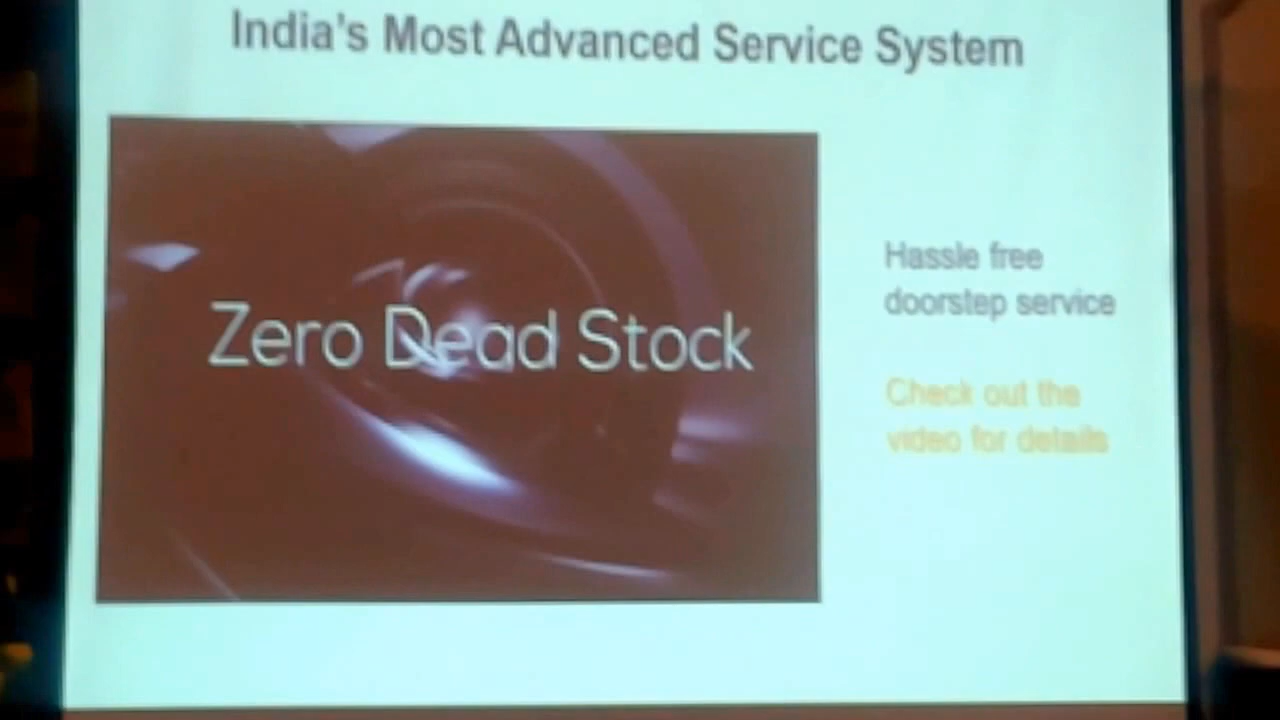 India's Most Advanced Service System
Zero Dead Stock
Hassle free
doorstep service
Check out the
video for details